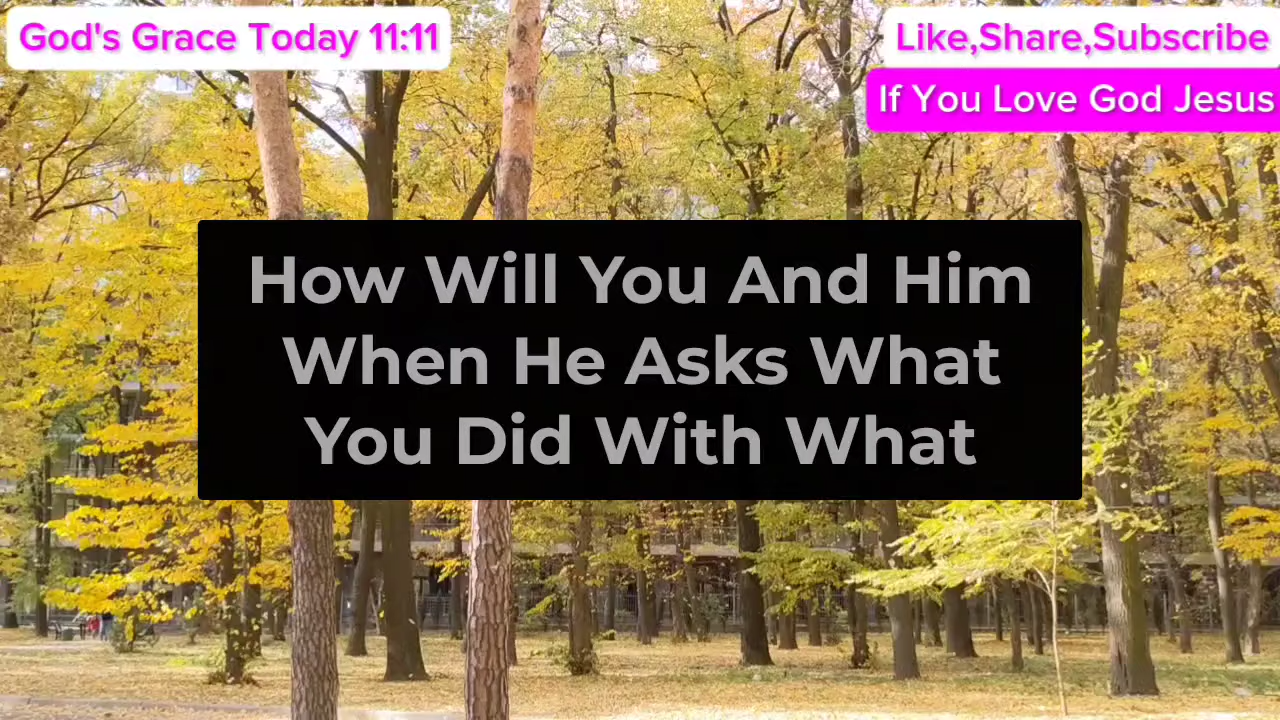 God's Grace Today 11:11
Like,Share,Subscribe
If You Love God Jesus
How Will You And Him
When He Asks What
You Did With What